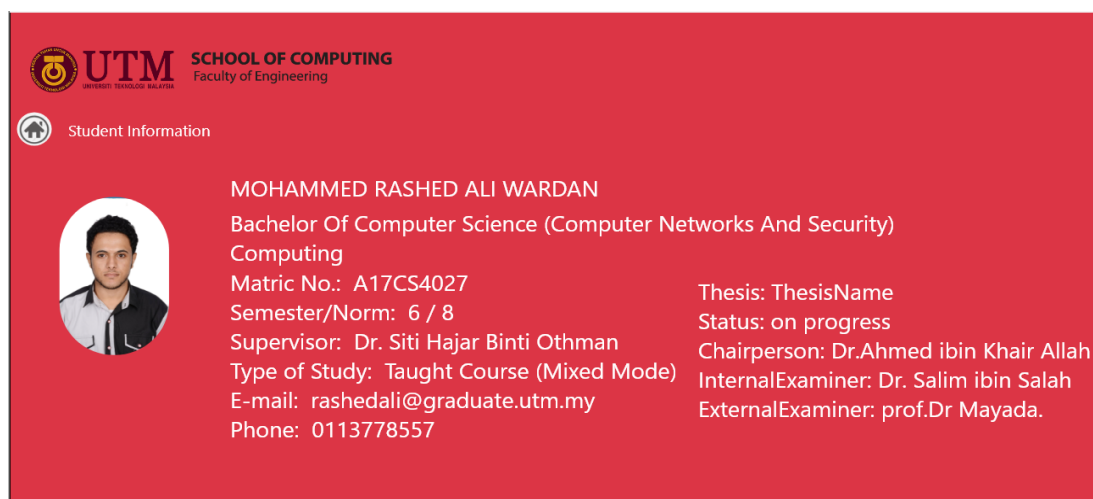 UTM
UNIVERSITI TEKNOLOGI MALAYSIA
SCHOOL OF COMPUTING
Faculty of Engineering
Student Information
MOHAMMED RASHED ALI WARDAN
Bachelor Of Computer Science (Computer Networks And Security)
Computing
Matric No.: A17CS4027
Semester/Norm: 6 / 8
Supervisor: Dr. Siti Hajar Binti Othman
Type of Study: Taught Course (Mixed Mode)
E-mail: rashedali@graduate.utm.my
Phone: 0113778557
Thesis: ThesisName
Status: on progress
Chairperson: Dr.Ahmed ibin Khair Allah
InternalExaminer: Dr. Salim ibin Salah
ExternalExaminer: prof.Dr Mayada.